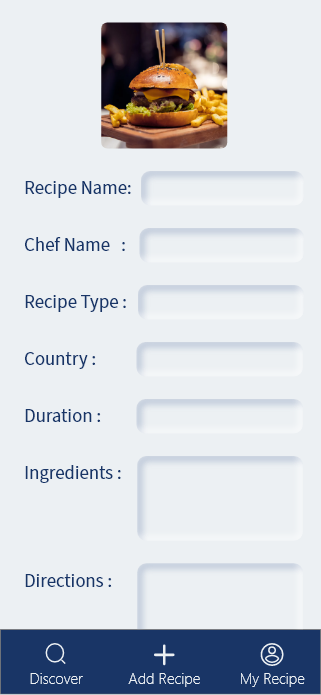 Recipe Name:
Chef Name :
Recipe Type :
Country :
Duration :
Ingredients :
Directions :
Discover
Add Recipe
My Recipe